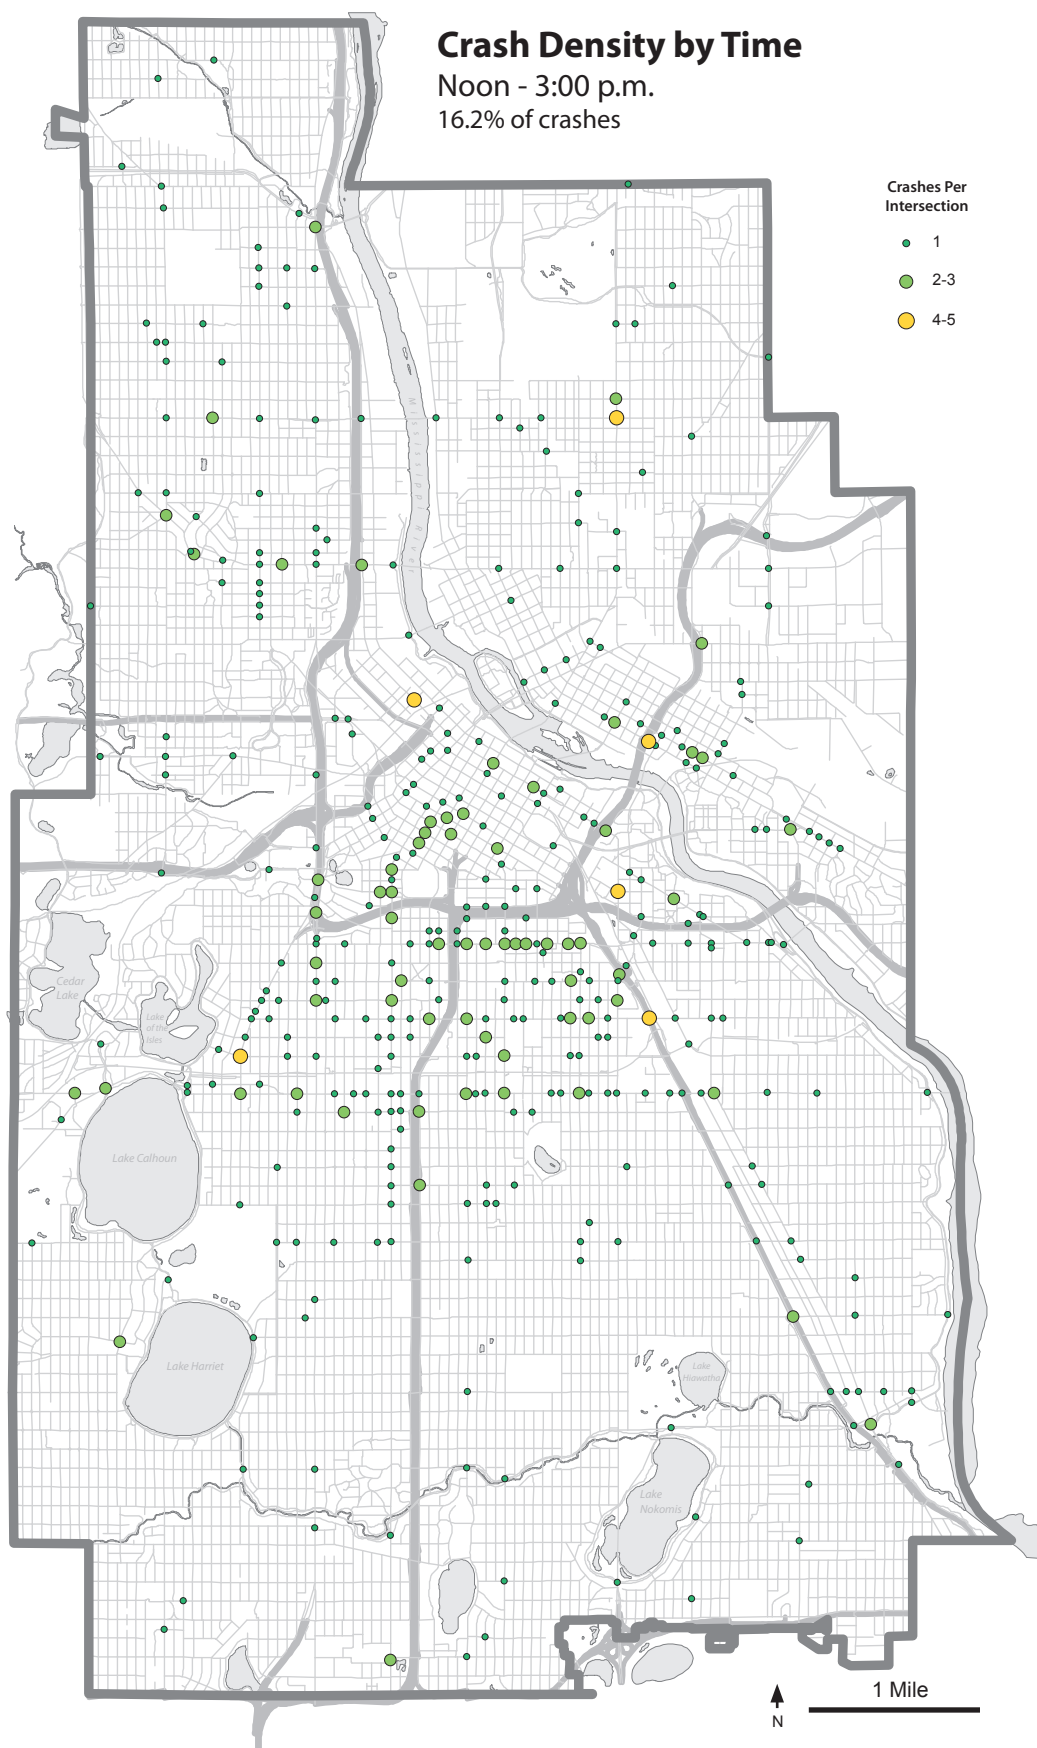 Crash Density by Time
Noon - 3:00 p.m.
16.2% of crashes
Crashes Per
Intersection
1
2-3
4-5
Mississippi River
Cedar
Lake
Lake
of the
Isles
Lake Calhoun
Lake Harriet
Lake
Hiawatha
Lake
Nokomis
1 Mile
N